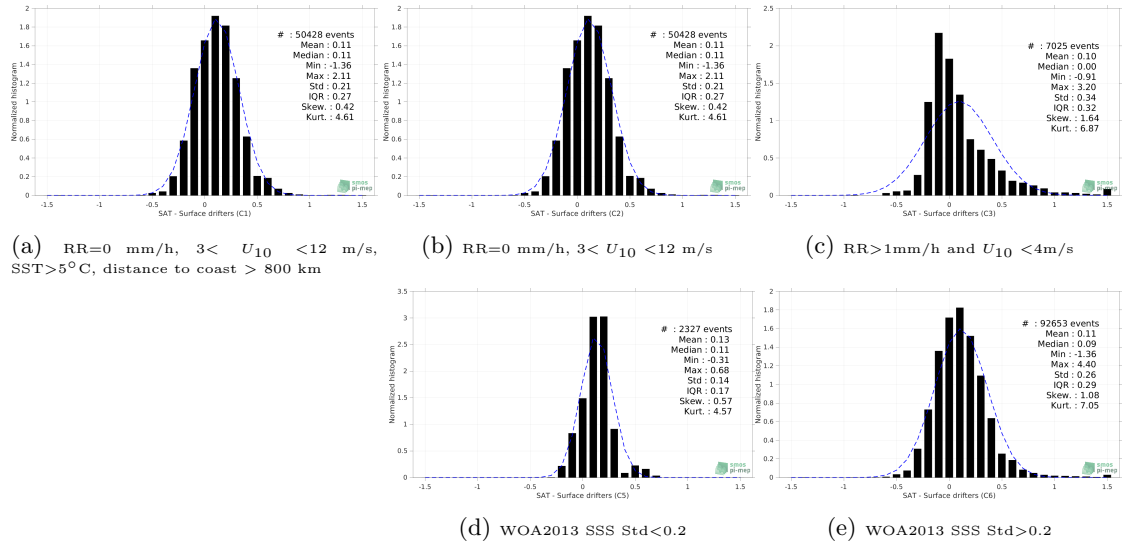 2
1.8
1.6
1.4
1.2
1
0.8
0.6
0.4
0.2
0
Normalized histogram
# : 50428 events
Mean : 0.11
Median : 0.11
Min : -1.36
Max : 2.11
Std : 0.21
IQR : 0.27
Skew. : 0.42
Kurt. : 4.61
smos
pi-mep
-1.5 -1 -0.5 0 0.5 1 1.5
SAT - Surface drifters (C1)
(a) RR=0 mm/h, 3< U10 <12 m/s,
SST>5°C, distance to coast > 800 km
2
1.8
1.6
1.4
1.2
1
0.8
0.6
0.4
0.2
0
Normalized histogram
# : 50428 events
Mean : 0.11
Median : 0.11
Min : -1.36
Max : 2.11
Std : 0.21
IQR : 0.27
Skew. : 0.42
Kurt. : 4.61
smos
pi-mep
-1.5 -1 -0.5 0 0.5 1 1.5
SAT - Surface drifters (C2)
(b) RR=0 mm/h, 3< U10 <12 m/s
2.5
2
1.5
1
0.5
0
Normalized histogram
# : 7025 events
Mean : 0.10
Median : 0.00
Min : -0.91
Max : 3.20
Std : 0.34
IQR : 0.32
Skew. : 1.64
Kurt. : 6.87
smos
pi-mep
-1.5 -1 -0.5 0 0.5 1 1.5
SAT - Surface drifters (C3)
(c) RR>1mm/h and U10 <4m/s
3.5
3
2.5
2
1.5
1
0.5
0
Normalized histogram
# : 2327 events
Mean : 0.13
Median : 0.11
Min : -0.31
Max : 0.68
Std : 0.14
IQR : 0.17
Skew. : 0.57
Kurt. : 4.57
smos
pi-mep
-1.5 -1 -0.5 0 0.5 1 1.5
SAT - Surface drifters (C5)
(d) WOA2013 SSS Std<0.2
2
1.8
1.6
1.4
1.2
1
0.8
0.6
0.4
0.2
0
Normalized histogram
# : 92653 events
Mean : 0.11
Median : 0.09
Min : -1.36
Max : 4.40
Std : 0.26
IQR : 0.29
Skew. : 1.08
Kurt. : 7.05
smos
pi-mep
-1.5 -1 -0.5 0 0.5 1 1.5
SAT - Surface drifters (C6)
(e) WOA2013 SSS Std>0.2